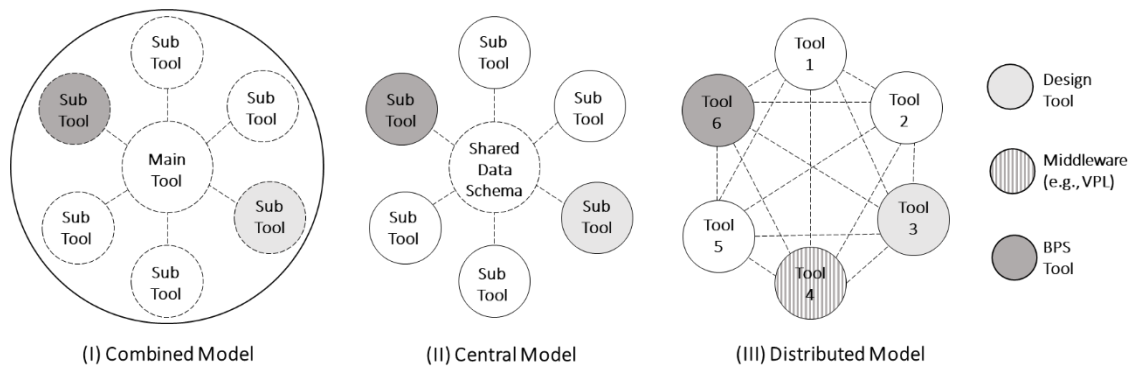 Sub
Tool
Sub
Tool
Sub
Tool
Main
Tool
Sub
Tool
Sub
Tool
Sub
Tool
(I) Combined Model
Sub
Tool
Sub
Tool
Sub
Tool
Shared
Data
Schema
Sub
Tool
Sub
Tool
Sub
Tool
(II) Central Model
Tool
1
Tool
6
Tool
2
Tool
5
Tool
3
Tool
4
(III) Distributed Model
Design
Tool
Middleware
(e.g., VPL)
BPS
Tool